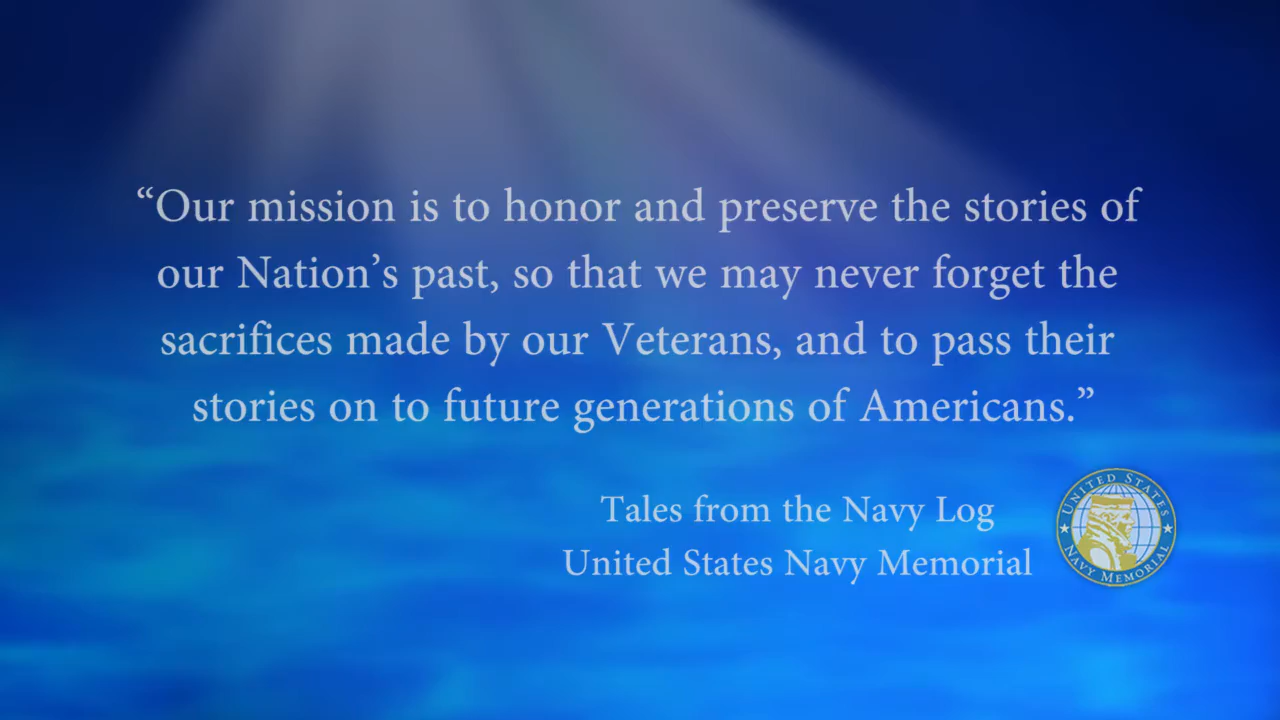 “Our mission is to honor and preserve the stories of
our Nation’s past, so that we may never forget the
sacrifices made by our Veterans, and to pass their
stories on to future generations of Americans.”
Tales from the Navy Log
United States Navy Memorial
UNITED STATES
NAVY MEMORIAL